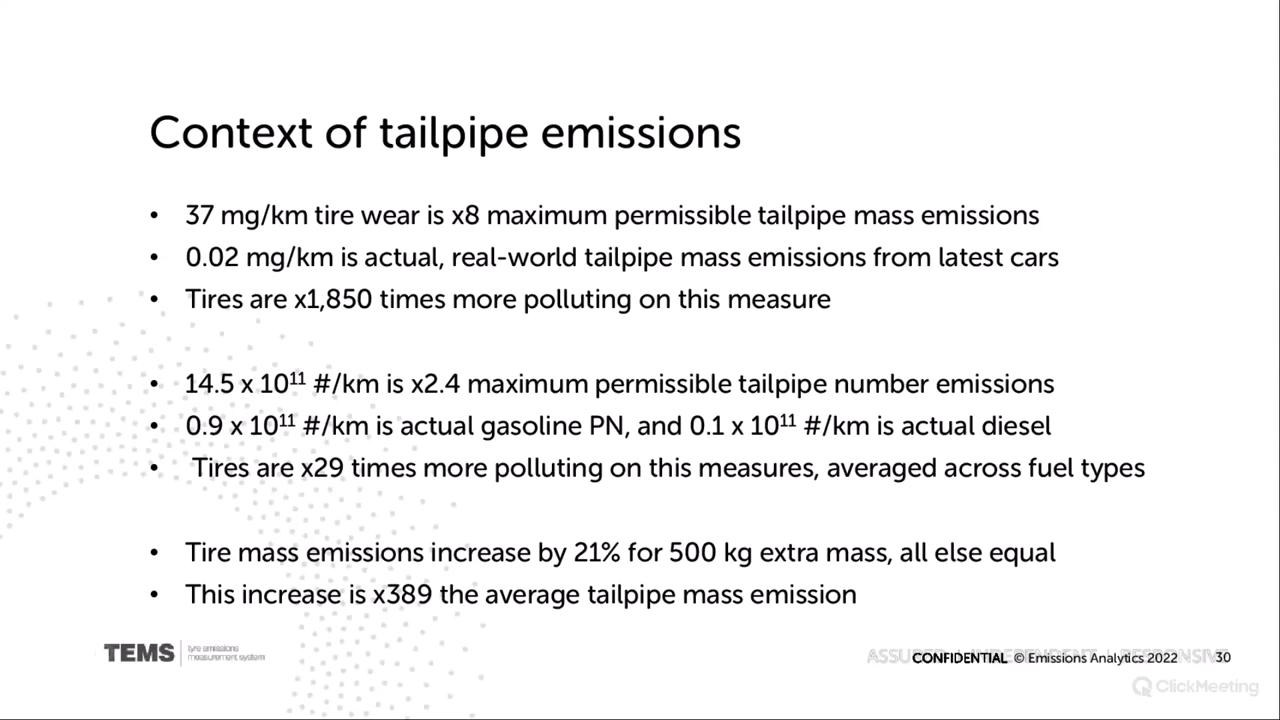 Context of tailpipe emissions
• 37 mg/km tire wear is x8 maximum permissible tailpipe mass emissions
• 0.02 mg/km is actual, real-world tailpipe mass emissions from latest cars
• Tires are x1,850 times more polluting on this measure
• 14.5 x 10¹¹ #/km is x2.4 maximum permissible tailpipe number emissions
• 0.9 x 10¹¹ #/km is actual gasoline PN, and 0.1 x 10¹¹ #/km is actual diesel
• Tires are x29 times more polluting on this measures, averaged across fuel types
• Tire mass emissions increase by 21% for 500 kg extra mass, all else equal
• This increase is x389 the average tailpipe mass emission
TEMS
tyre emissions
measurement system
CONFIDENTIAL © Emissions Analytics 2022 30
ClickMeeting